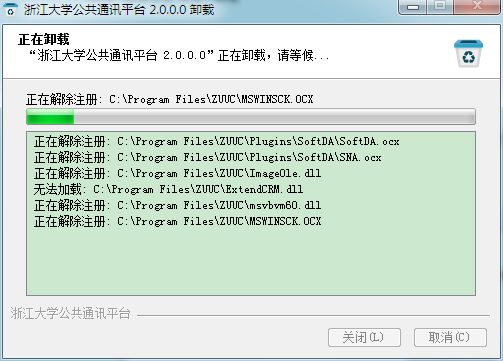 浙江大学公共通讯平台 2.0.0.0 卸载
正在卸载
“浙江大学公共通讯平台 2.0.0.0”正在卸载，请等候...
正在解除注册: C:\Program Files\ZUUC\MSWINSCK.OCX
正在解除注册: C:\Program Files\ZUUC\Plugins\SoftDA\SoftDA.ocx
正在解除注册: C:\Program Files\ZUUC\Plugins\SoftDA\SNA.ocx
正在解除注册: C:\Program Files\ZUUC\ImageOle.dll
无法加载: C:\Program Files\ZUUC\ExtendCRM.dll
正在解除注册: C:\Program Files\ZUUC\msvbvm60.dll
正在解除注册: C:\Program Files\ZUUC\MSWINSCK.OCX
浙江大学公共通讯平台
关闭(L)
取消(C)